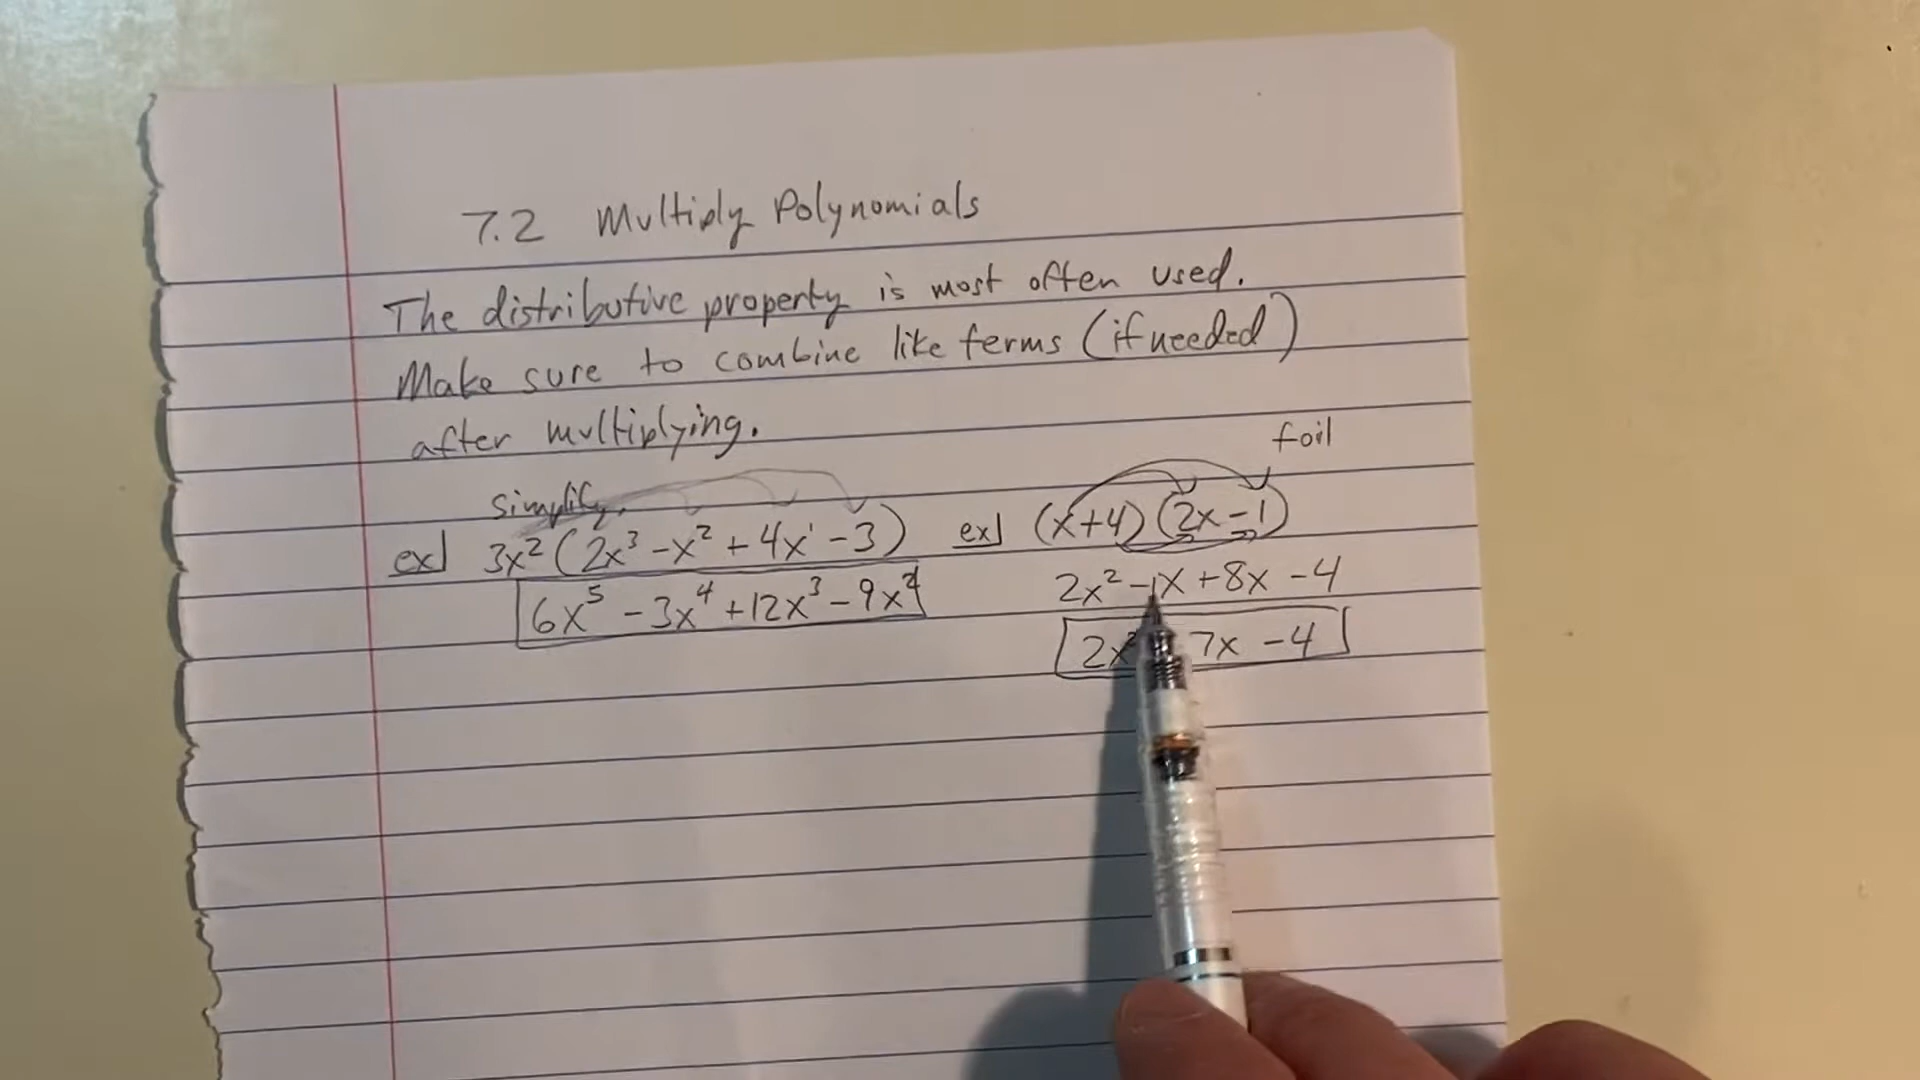 7.2 Multiply Polynomials
The distributive property is most often used.
Make sure to combine like terms (if needed)
after multiplying.
foil
simplify.
ex) 3x² (2x³ - x² + 4x¹ - 3)
6x⁵ - 3x⁴ + 12x³ - 9x²
ex) (x+4)(2x-1)
2x² - 1x + 8x - 4
2x² 7x - 4